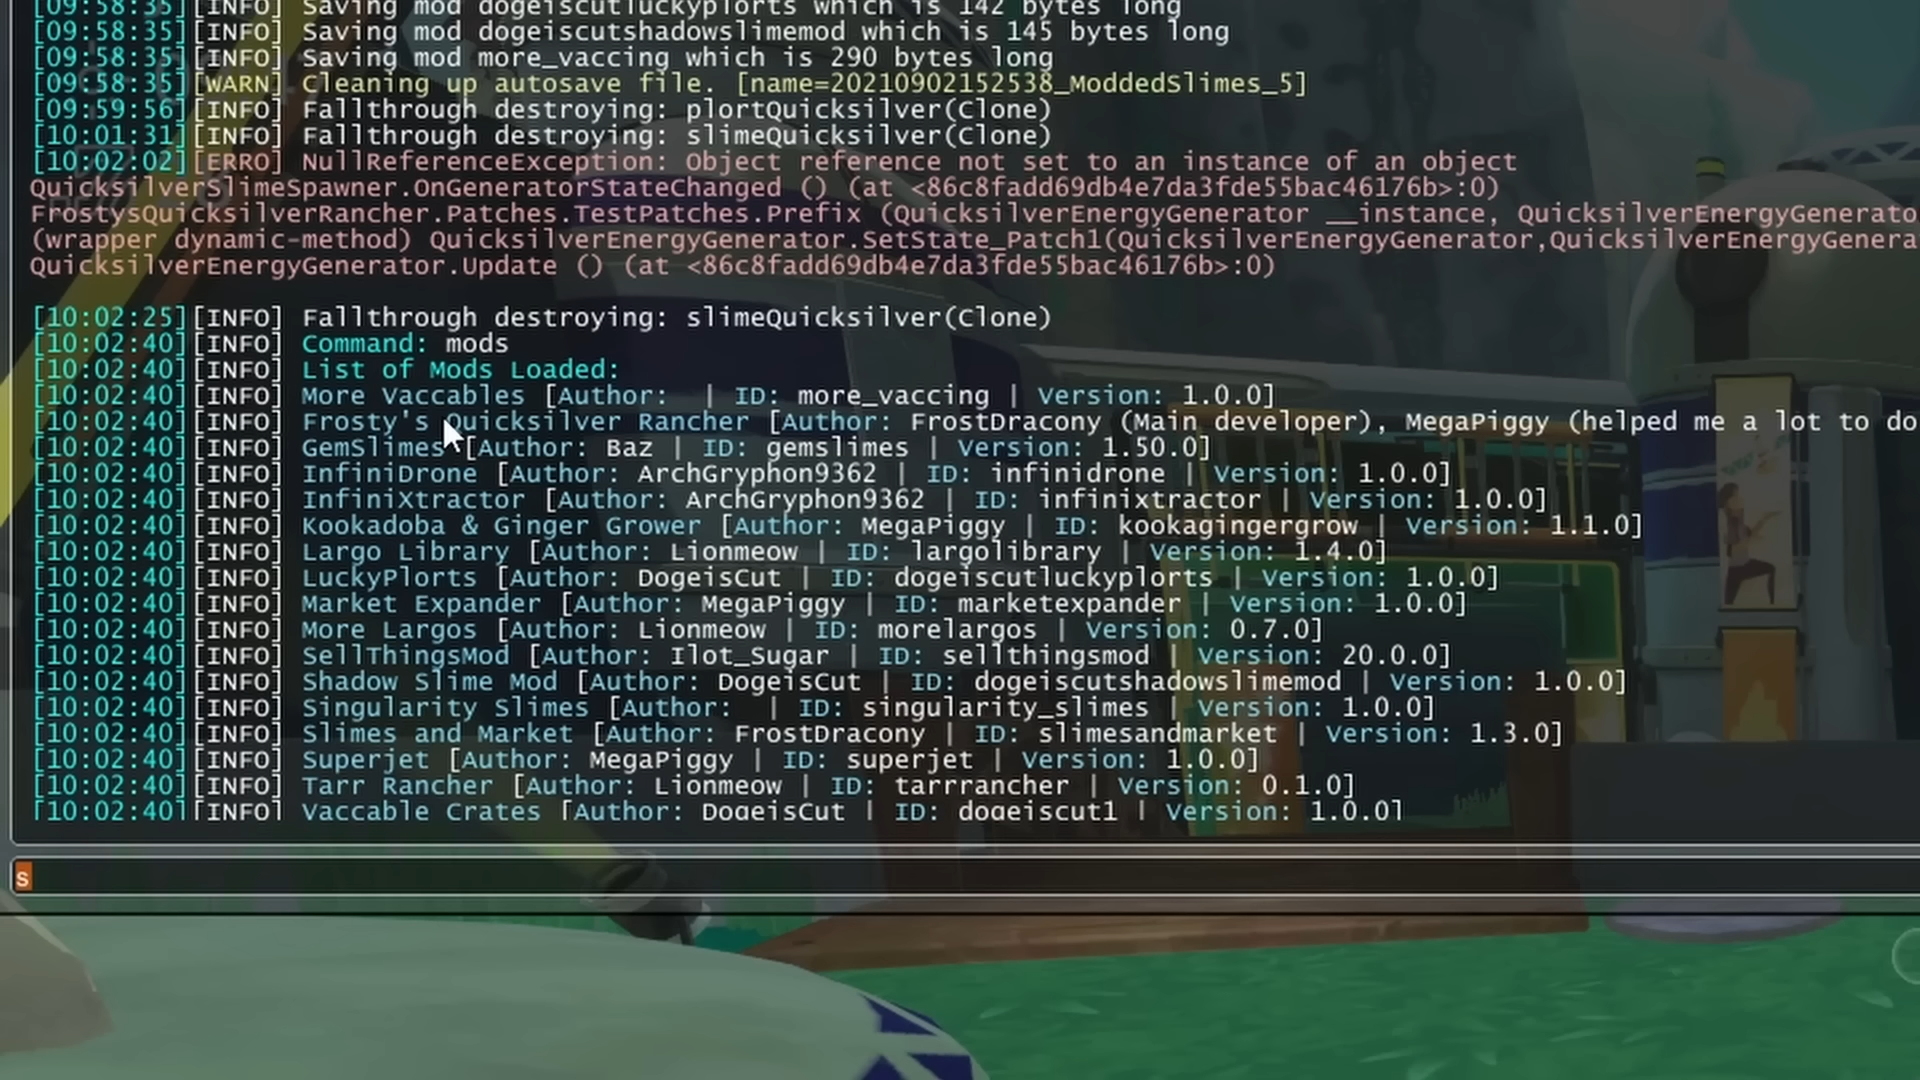 [09:58:35][INFO] Saving mod dogeiscutluckyplorts which is 142 bytes long
[09:58:35][INFO] Saving mod dogeiscutshadowslimemod which is 145 bytes long
[09:58:35][INFO] Saving mod more_vaccing which is 290 bytes long
[09:58:35][WARN] Cleaning up autosave file. [name=20210902152538_ModdedSlimes_5]
[09:59:56][INFO] Fallthrough destroying: plortQuicksilver(Clone)
[10:01:31][INFO] Fallthrough destroying: slimeQuicksilver(Clone)
[10:02:02][ERRO] NullReferenceException: Object reference not set to an instance of an object
QuicksilverSlimeSpawner.OnGeneratorStateChanged () (at <86c8fadd69db4e7da3fde55bac46176b>:0)
FrostysQuicksilverRancher.Patches.TestPatches.Prefix (QuicksilverEnergyGenerator __instance, QuicksilverEnergyGenerato
(wrapper dynamic-method) QuicksilverEnergyGenerator.SetState_Patch1(QuicksilverEnergyGenerator,QuicksilverEnergyGenera
QuicksilverEnergyGenerator.Update () (at <86c8fadd69db4e7da3fde55bac46176b>:0)
[10:02:25][INFO] Fallthrough destroying: slimeQuicksilver(Clone)
[10:02:40][INFO] Command: mods
[10:02:40][INFO] List of Mods Loaded:
[10:02:40][INFO] More Vaccables [Author:  | ID: more_vaccing | Version: 1.0.0]
[10:02:40][INFO] Frosty's Quicksilver Rancher [Author: FrostDracony (Main developer), MegaPiggy (helped me a lot to do
[10:02:40][INFO] GemSlimes [Author: Baz | ID: gemslimes | Version: 1.50.0]
[10:02:40][INFO] InfiniDrone [Author: ArchGryphon9362 | ID: infinidrone | Version: 1.0.0]
[10:02:40][INFO] InfiniXtractor [Author: ArchGryphon9362 | ID: infinixtractor | Version: 1.0.0]
[10:02:40][INFO] Kookadoba & Ginger Grower [Author: MegaPiggy | ID: kookagingergrow | Version: 1.1.0]
[10:02:40][INFO] Largo Library [Author: Lionmeow | ID: largolibrary | Version: 1.4.0]
[10:02:40][INFO] LuckyPlorts [Author: DogeisCut | ID: dogeiscutluckyplorts | Version: 1.0.0]
[10:02:40][INFO] Market Expander [Author: MegaPiggy | ID: marketexpander | Version: 1.0.0]
[10:02:40][INFO] More Largos [Author: Lionmeow | ID: morelargos | Version: 0.7.0]
[10:02:40][INFO] SellThingsMod [Author: Ilot_Sugar | ID: sellthingsmod | Version: 20.0.0]
[10:02:40][INFO] Shadow Slime Mod [Author: DogeisCut | ID: dogeiscutshadowslimemod | Version: 1.0.0]
[10:02:40][INFO] Singularity Slimes [Author:  | ID: singularity_slimes | Version: 1.0.0]
[10:02:40][INFO] Slimes and Market [Author: FrostDracony | ID: slimesandmarket | Version: 1.3.0]
[10:02:40][INFO] Superjet [Author: MegaPiggy | ID: superjet | Version: 1.0.0]
[10:02:40][INFO] Tarr Rancher [Author: Lionmeow | ID: tarrrancher | Version: 0.1.0]
[10:02:40][INFO] Vaccable Crates [Author: DogeisCut | ID: dogeiscut1 | Version: 1.0.0]
s